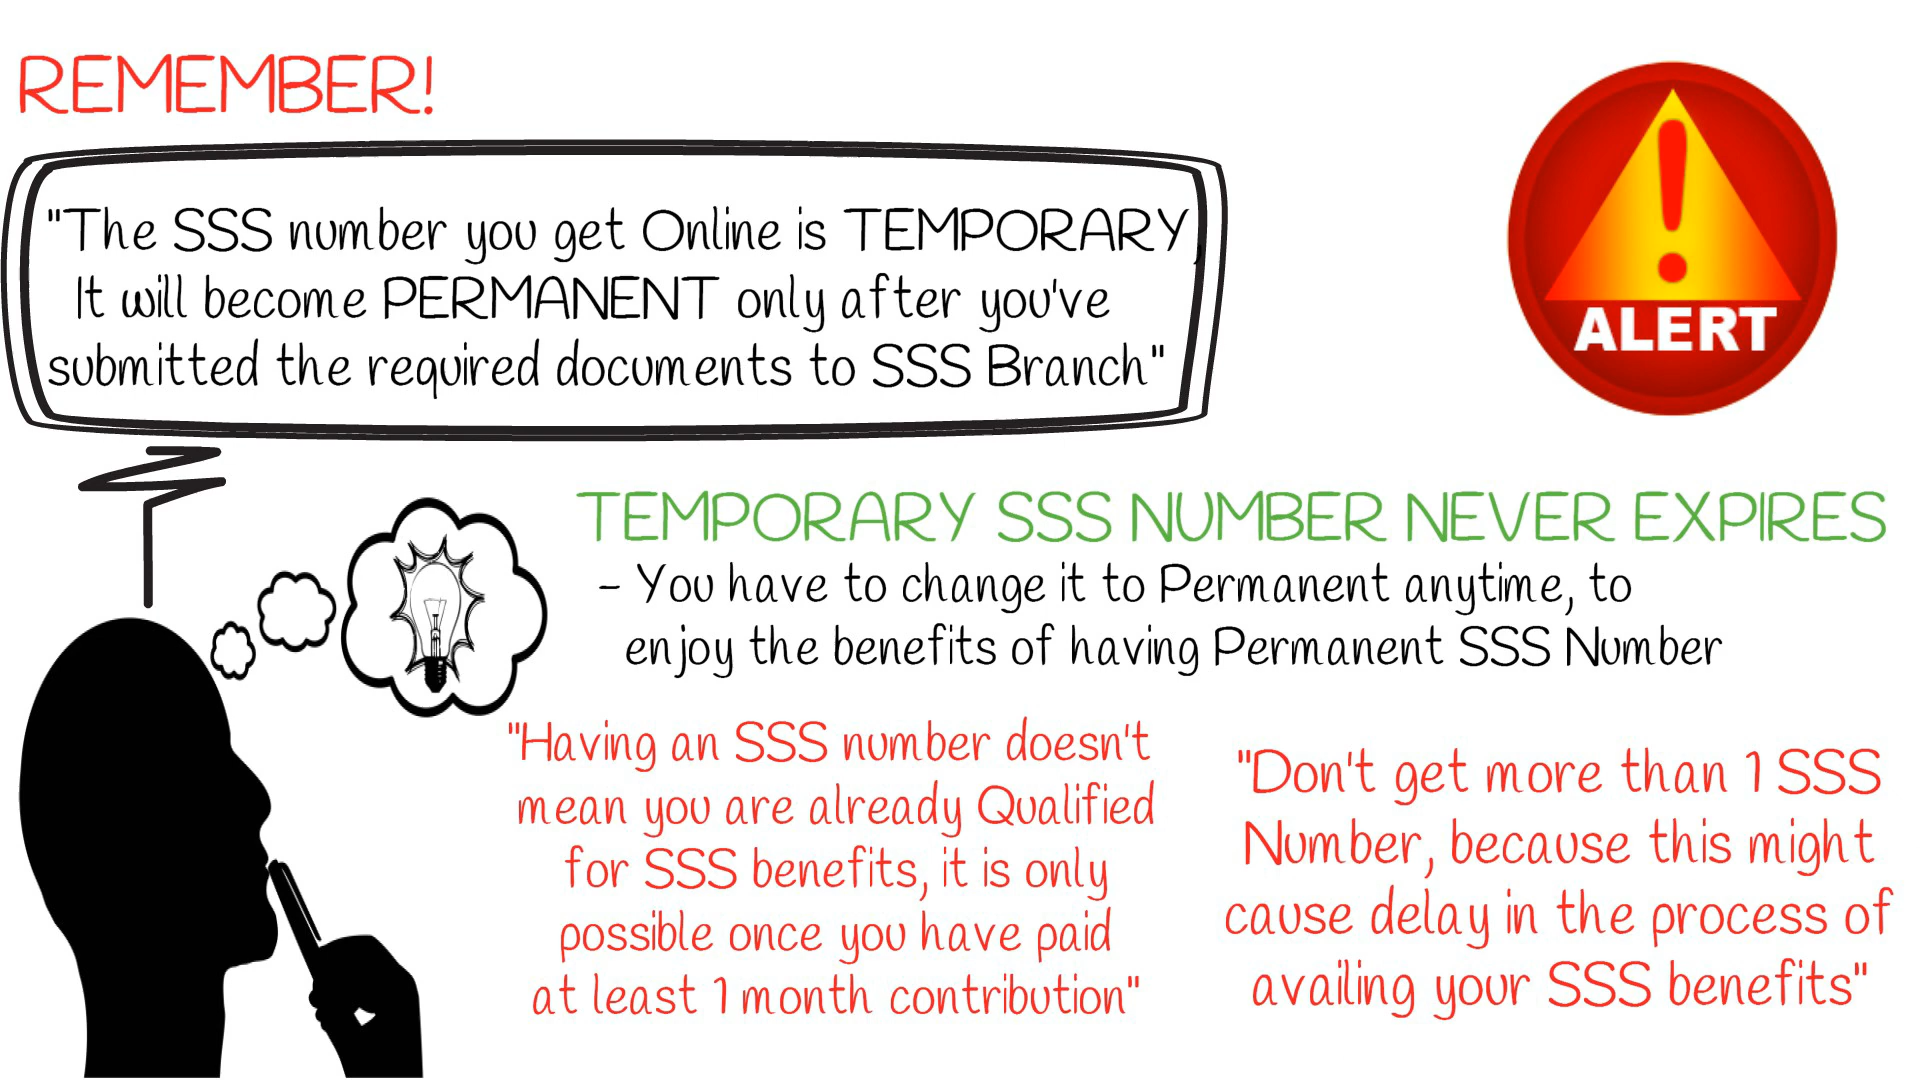 REMEMBER!
"The SSS number you get Online is TEMPORARY,
It will become PERMANENT only after you've
submitted the required documents to SSS Branch"
ALERT
TEMPORARY SSS NUMBER NEVER EXPIRES
- You have to change it to Permanent anytime, to
enjoy the benefits of having Permanent SSS Number
"Having an SSS number doesn't
mean you are already Qualified
for SSS benefits, it is only
possible once you have paid
at least 1 month contribution"
"Don't get more than 1 SSS
Number, because this might
cause delay in the process of
availing your SSS benefits"